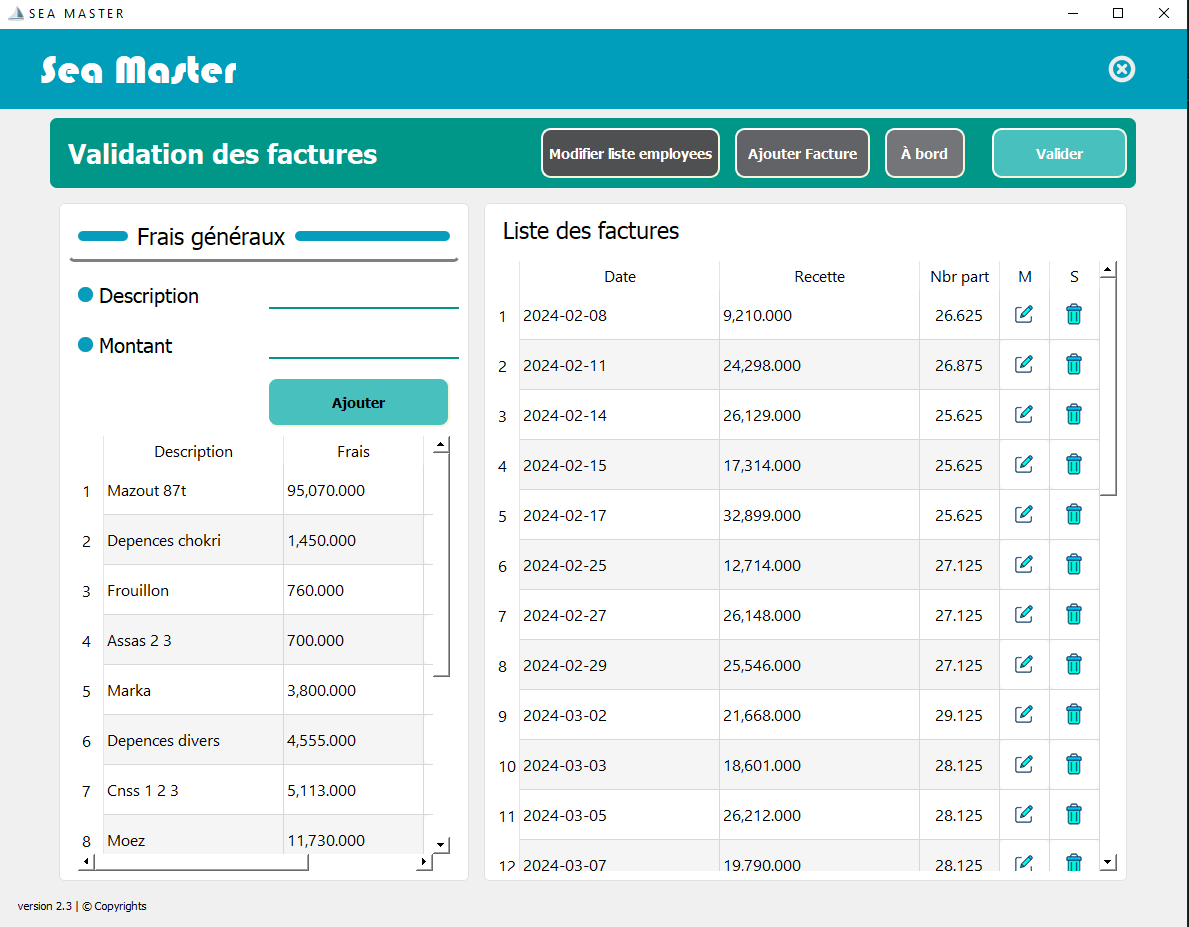 SEA MASTER
Sea Master
Validation des factures
Modifier liste employees
Ajouter Facture
À bord
Valider
Frais généraux
Description
Montant
Ajouter
Description Frais
1 Mazout 87t 95,070.000
2 Depences chokri 1,450.000
3 Frouillon 760.000
4 Assas 2 3 700.000
5 Marka 3,800.000
6 Depences divers 4,555.000
7 Cnss 1 2 3 5,113.000
8 Moez 11,730.000
Liste des factures
Date Recette Nbr part M S
1 2024-02-08 9,210.000 26.625
2 2024-02-11 24,298.000 26.875
3 2024-02-14 26,129.000 25.625
4 2024-02-15 17,314.000 25.625
5 2024-02-17 32,899.000 25.625
6 2024-02-25 12,714.000 27.125
7 2024-02-27 26,148.000 27.125
8 2024-02-29 25,546.000 27.125
9 2024-03-02 21,668.000 29.125
10 2024-03-03 18,601.000 28.125
11 2024-03-05 26,212.000 28.125
12 2024-03-07 19,790.000 28.125
version 2.3 | © Copyrights